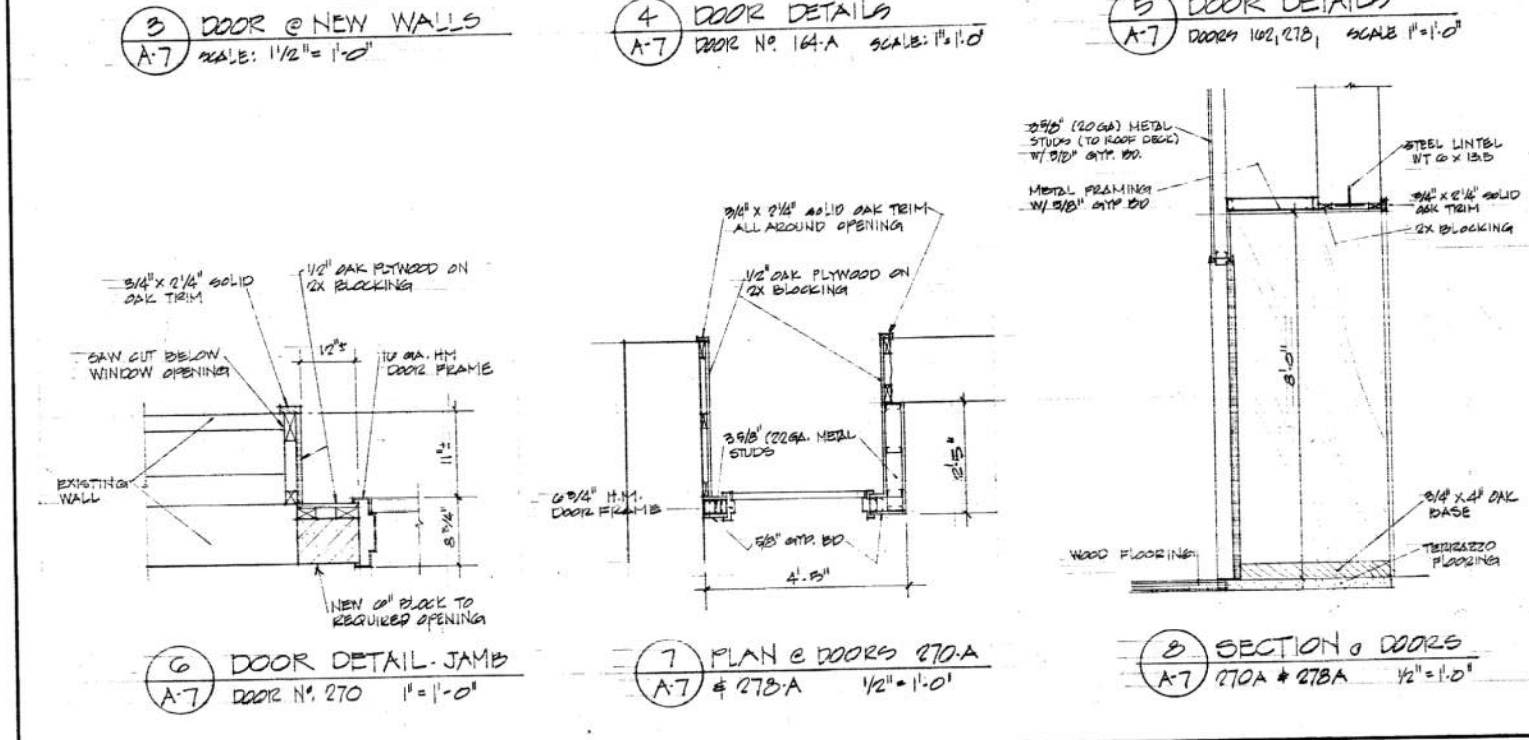 3 DOOR @ NEW WALLS
A-7 SCALE: 1 1/2" = 1'-0"
4 DOOR DETAILS
A-7 DOOR Nº 164-A SCALE: 1"=1'-0"
5 DOOR DETAILS
A-7 DOORS 162, 278, SCALE 1"=1'-0"
3/4" X 2 1/4" SOLID
OAK TRIM
1/2" OAK PLYWOOD ON
2X BLOCKING
SAW CUT BELOW
WINDOW OPENING
12"±
16 GA. HM
DOOR FRAME
EXISTING
WALL
11"±
8 3/4"
NEW 6" BLOCK TO
REQUIRED OPENING
6 DOOR DETAIL - JAMB
A-7 DOOR Nº. 270 1" = 1'-0"
3/4" X 2 1/4" SOLID OAK TRIM
ALL AROUND OPENING
1/2" OAK PLYWOOD ON
2X BLOCKING
3 5/8" (22GA. METAL
STUDS
6 3/4" H.M.
DOOR FRAME
5/8" GYP. BD.
2'-5"
4'-5"
7 PLAN @ DOORS 270-A
A-7 & 278-A 1/2" = 1'-0"
3 5/8" (20 GA) METAL
STUDS (TO ROOF DECK)
W/ 5/8" GYP. BD.
METAL FRAMING
W/ 5/8" GYP BD
STEEL LINTEL
WT 6 X 13.5
3/4" X 2 1/4" SOLID
OAK TRIM
2X BLOCKING
8'-0"
3/4" X 4" OAK
BASE
WOOD FLOORING
TERRAZZO
FLOORING
8 SECTION @ DOORS
A-7 270A & 278A 1/2" = 1'-0"